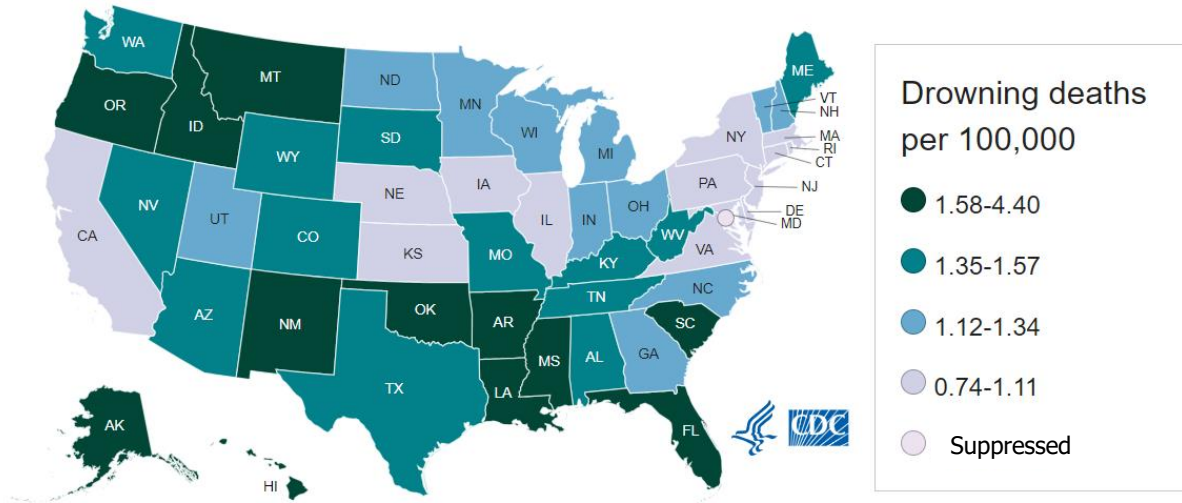 WA
MT
ME
ND
OR
MN
VT
NH
ID
SD
WI
NY
MA
WY
MI
RI
CT
NE
IA
PA
NV
NJ
UT
IL
IN
OH
DE
CA
CO
MD
KS
MO
WV
VA
KY
NC
AZ
NM
OK
TN
AR
SC
MS
AL
GA
TX
LA
AK
FL
HI
CDC
Drowning deaths
per 100,000
1.58-4.40
1.35-1.57
1.12-1.34
0.74-1.11
Suppressed